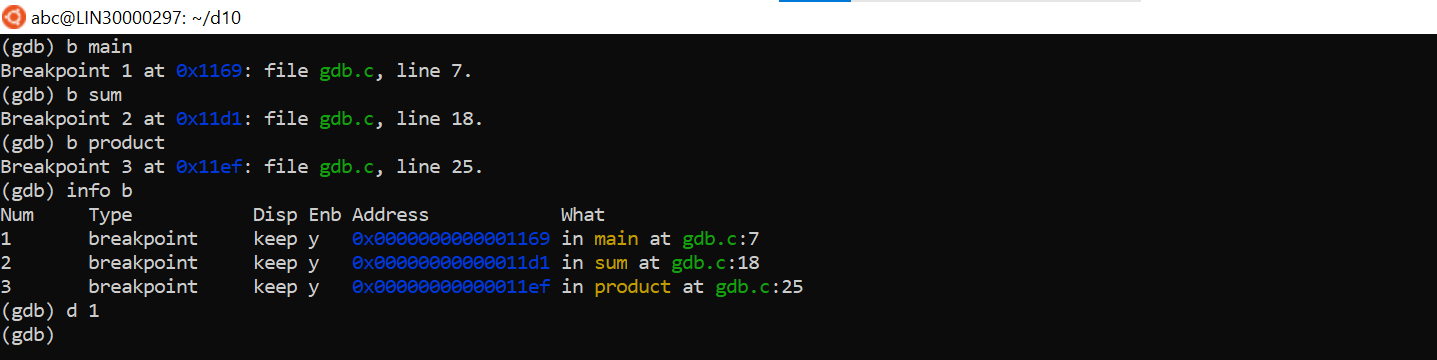 abc@LIN30000297: ~/d10
(gdb) b main
Breakpoint 1 at 0x1169: file gdb.c, line 7.
(gdb) b sum
Breakpoint 2 at 0x11d1: file gdb.c, line 18.
(gdb) b product
Breakpoint 3 at 0x11ef: file gdb.c, line 25.
(gdb) info b
Num     Type           Disp Enb Address            What
1       breakpoint     keep y   0x0000000000001169 in main at gdb.c:7
2       breakpoint     keep y   0x00000000000011d1 in sum at gdb.c:18
3       breakpoint     keep y   0x00000000000011ef in product at gdb.c:25
(gdb) d 1
(gdb)